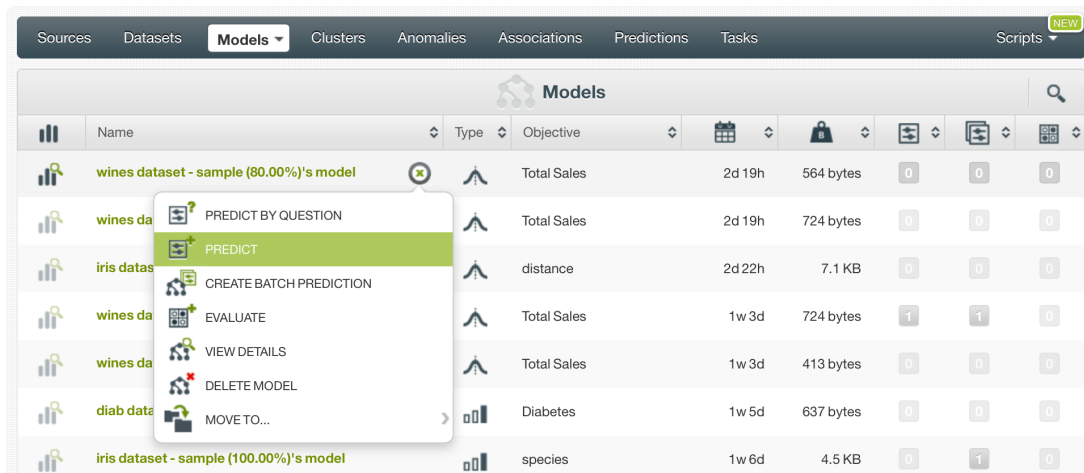 NEW
Sources Datasets Models Clusters Anomalies Associations Predictions Tasks Scripts
Models
Name Type Objective B
wines dataset - sample (80.00%)'s model Total Sales 2d 19h 564 bytes 0 0 0
PREDICT BY QUESTION
wines da Total Sales 2d 19h 724 bytes 0 0 0
PREDICT
iris datas distance 2d 22h 7.1 KB 0 0 0
CREATE BATCH PREDICTION
wines da Total Sales 1w 3d 724 bytes 1 1 0
EVALUATE
VIEW DETAILS
wines da Total Sales 1w 3d 413 bytes 0 0 0
DELETE MODEL
diab data Diabetes 1w 5d 637 bytes 0 0 0
MOVE TO...
iris dataset - sample (100.00%)'s model species 1w 6d 4.5 KB 0 1 0